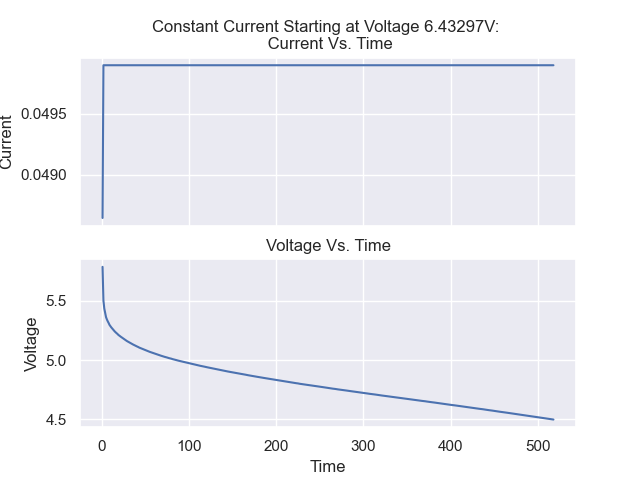 Constant Current Starting at Voltage 6.43297V:
Current Vs. Time
0.0495
0.0490
Current
Voltage Vs. Time
5.5
5.0
4.5
Voltage
0 100 200 300 400 500
Time